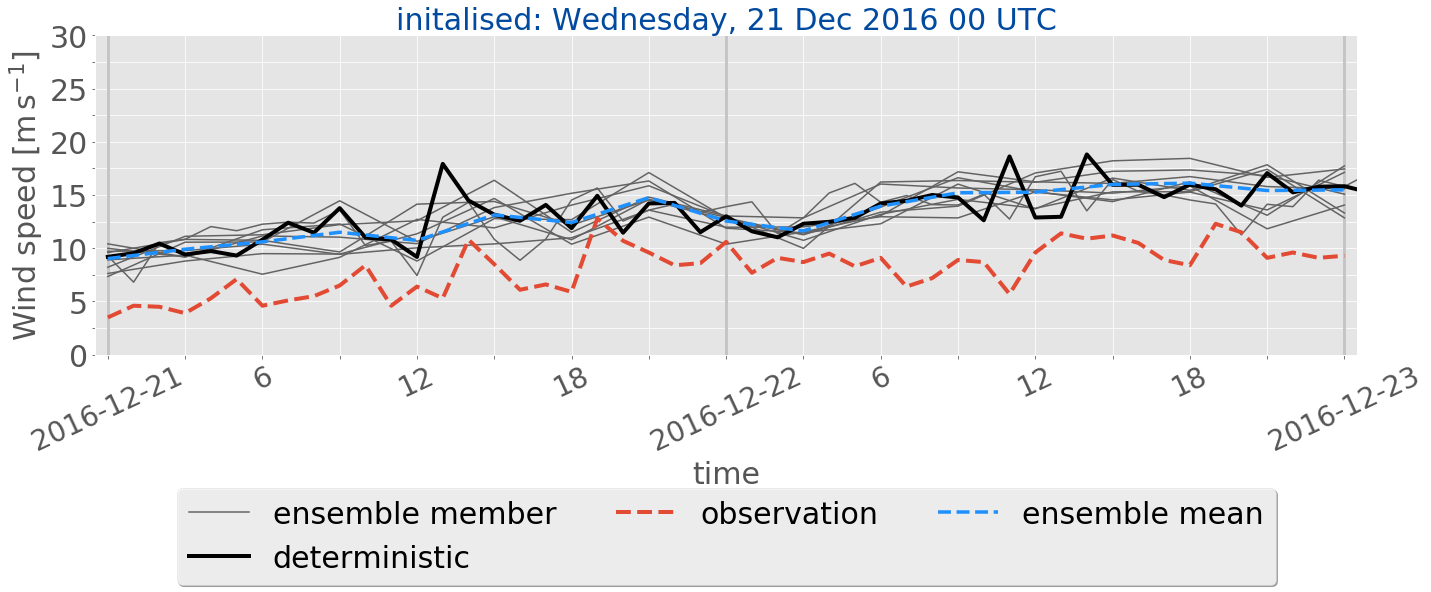 initalised: Wednesday, 21 Dec 2016 00 UTC
Wind speed [m s⁻¹]
30
25
20
15
10
5
0
2016-12-21 6 12 18 2016-12-22 6 12 18 2016-12-23
time
ensemble member observation ensemble mean
deterministic